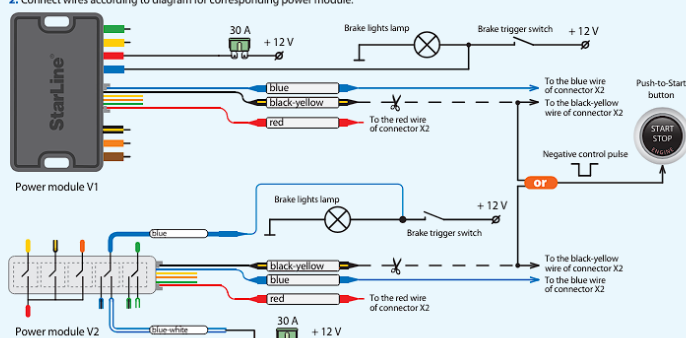 2. Connect wires according to diagram for corresponding power module.
30 A
+ 12 V
Brake lights lamp
Brake trigger switch
+ 12 V
StarLine®
blue
To the blue wire
of connector X2
black-yellow
To the black-yellow
wire of connector X2
red
To the red wire
of connector X2
Push-to-Start
button
START
STOP
ENGINE
Negative control pulse
or
Power module V1
Brake lights lamp
+ 12 V
Brake trigger switch
blue
black-yellow
To the black-yellow
wire of connector X2
blue
To the blue wire
of connector X2
red
To the red wire
of connector X2
Power module V2
blue-white
30 A
+ 12 V